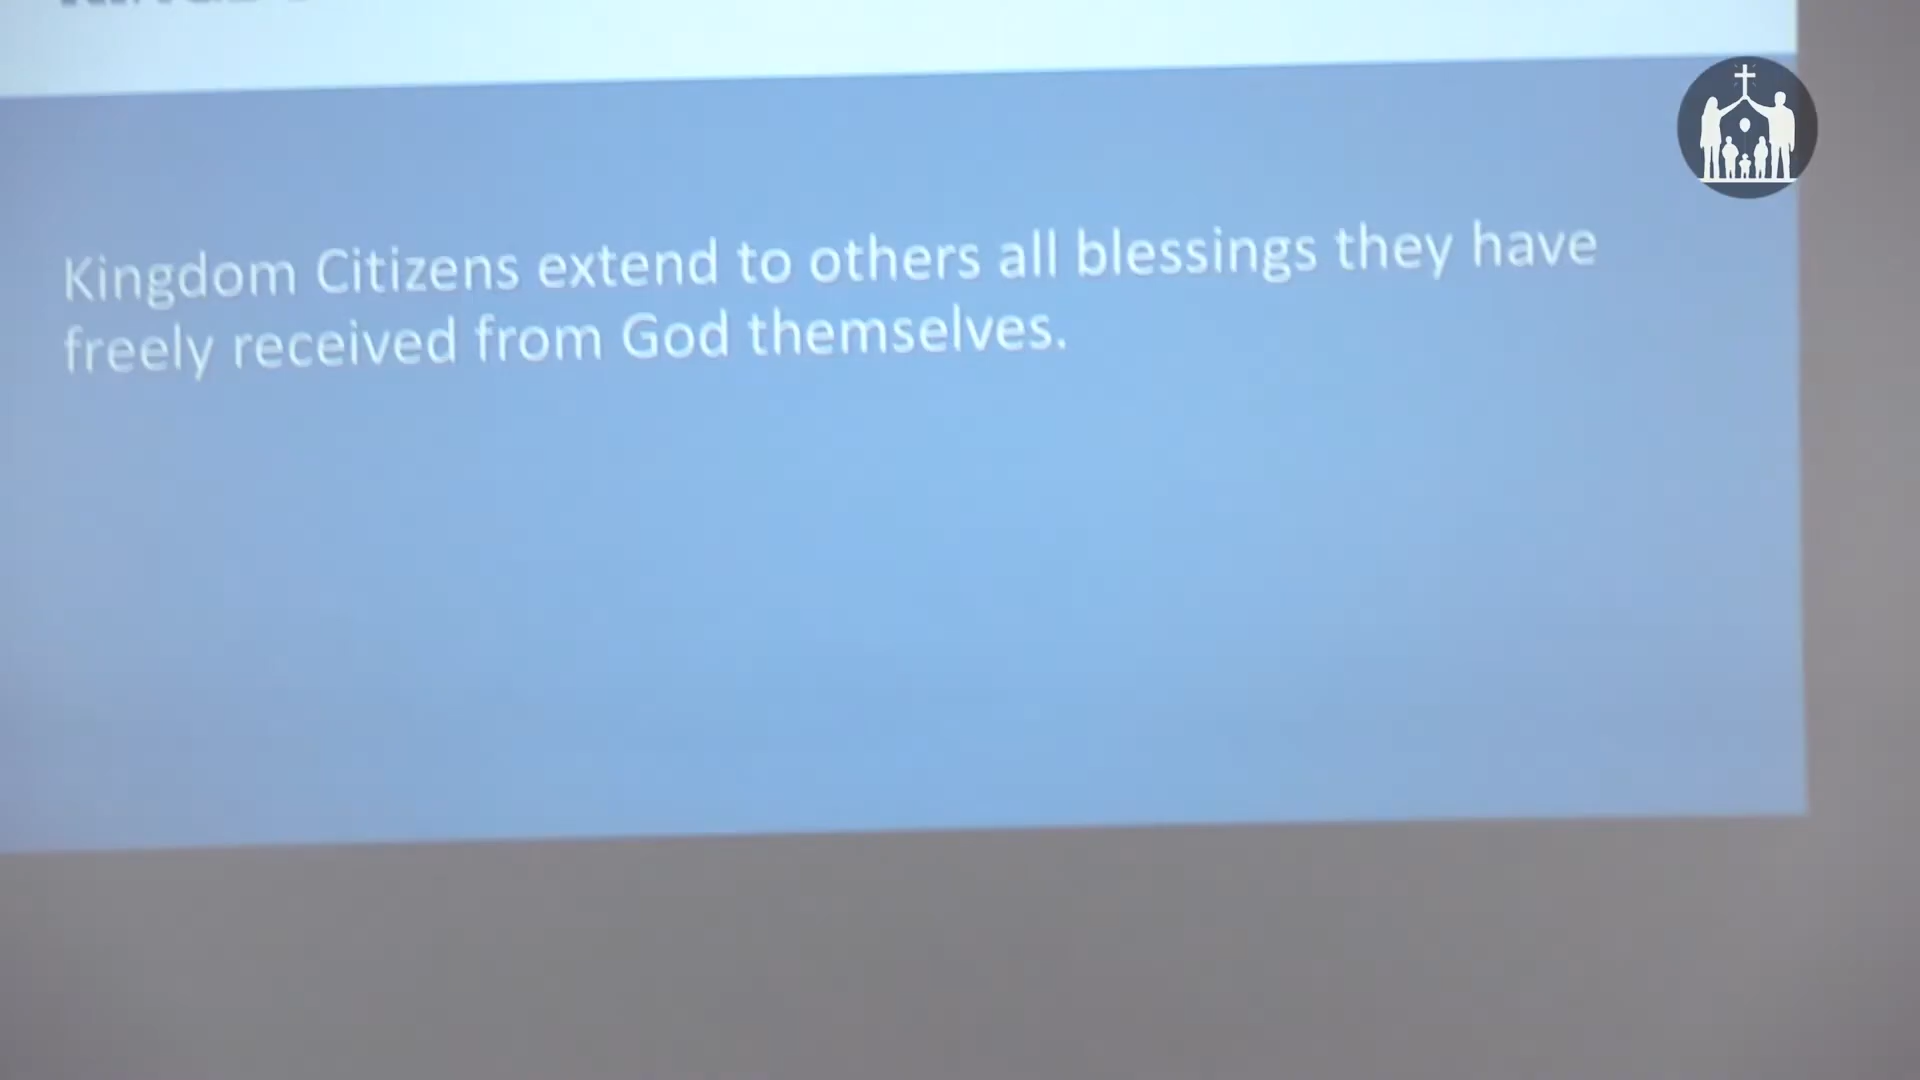 Kingdom Citizens extend to others all blessings they have
freely received from God themselves.